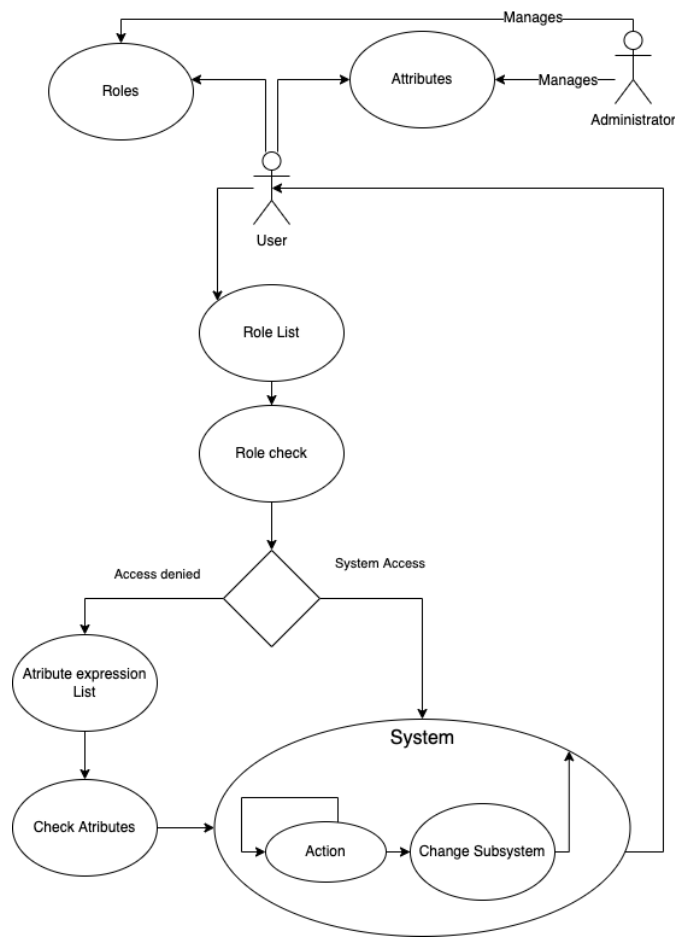 Manages
Roles
Attributes
Manages
Administrator
User
Role List
Role check
Access denied
System Access
Atribute expression
List
System
Check Atributes
Action
Change Subsystem